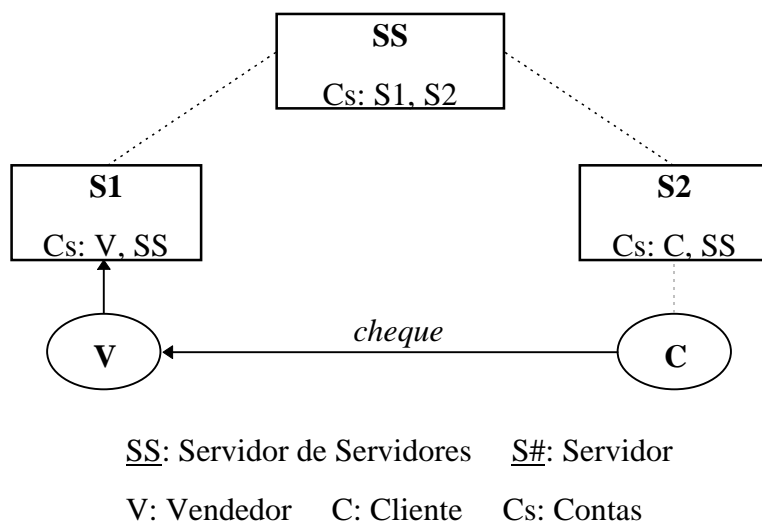 SS
Cs: S1, S2
S1
Cs: V, SS
S2
Cs: C, SS
cheque
V
C
SS: Servidor de Servidores S#: Servidor
V: Vendedor C: Cliente Cs: Contas